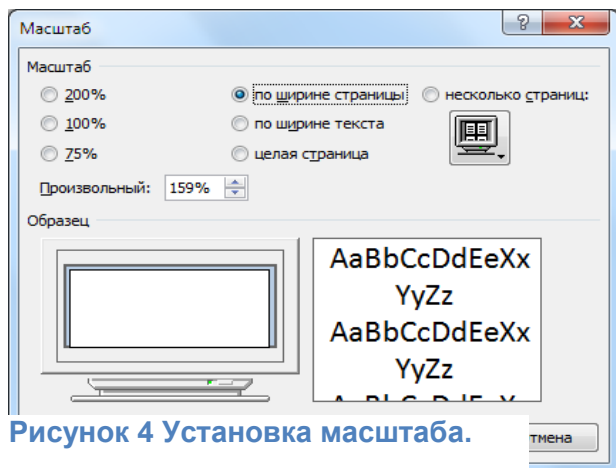 Масштаб
Масштаб
200% по ширине страницы несколько страниц:
100% по ширине текста
75% целая страница
Произвольный: 159%
Образец
AaBbCcDdEeXx
YyZz
AaBbCcDdEeXx
YyZz
Рисунок 4 Установка масштаба.
тмена